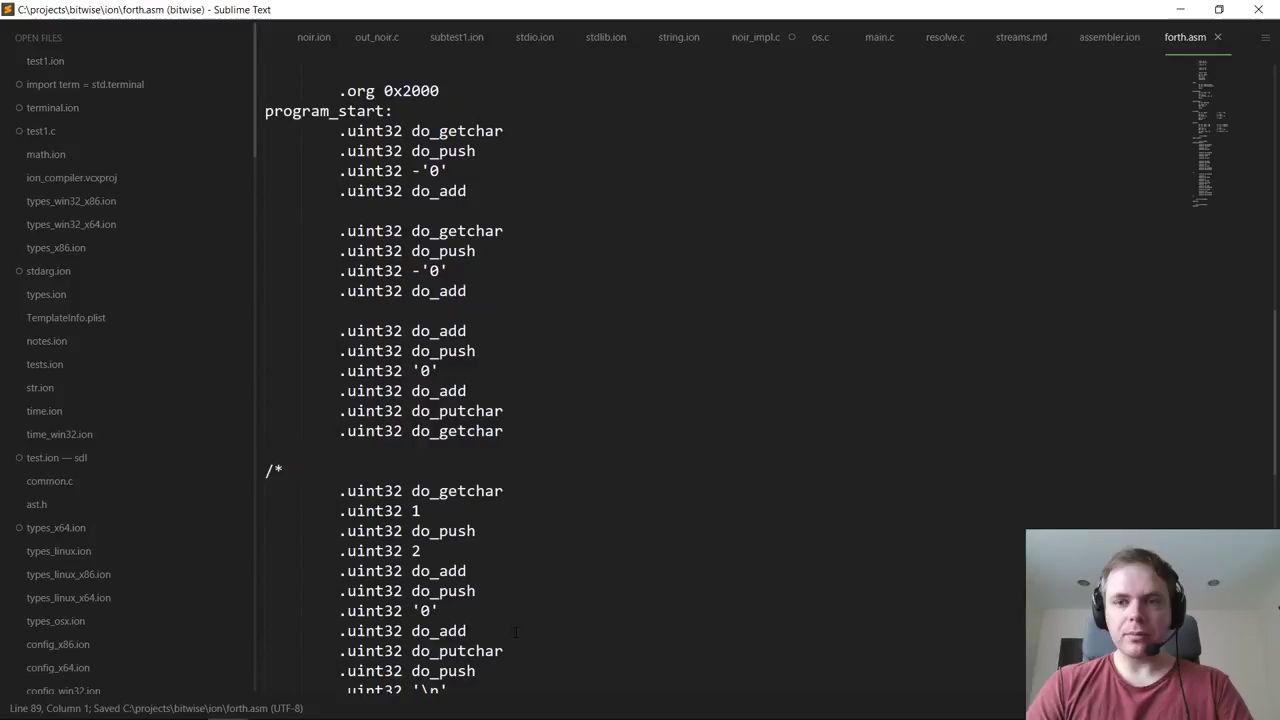 C:\projects\bitwise\ion\forth.asm (bitwise) - Sublime Text
OPEN FILES
test1.ion
import term = std.terminal
terminal.ion
test1.c
math.ion
ion_compiler.vcxproj
types_win32_x86.ion
types_win32_x64.ion
types_x86.ion
stdarg.ion
types.ion
TemplateInfo.plist
notes.ion
tests.ion
str.ion
time.ion
time_win32.ion
test.ion — sdl
common.c
ast.h
types_x64.ion
types_linux.ion
types_linux_x86.ion
types_linux_x64.ion
types_osx.ion
config_x86.ion
config_x64.ion
config_win32.ion
noir.ion out_noir.c subtest1.ion stdio.ion stdlib.ion string.ion noir_impl.c os.c main.c resolve.c streams.md assembler.ion forth.asm
.org 0x2000
program_start:
.uint32 do_getchar
.uint32 do_push
.uint32 -'0'
.uint32 do_add
.uint32 do_getchar
.uint32 do_push
.uint32 -'0'
.uint32 do_add
.uint32 do_add
.uint32 do_push
.uint32 '0'
.uint32 do_add
.uint32 do_putchar
.uint32 do_getchar
/*
.uint32 do_getchar
.uint32 1
.uint32 do_push
.uint32 2
.uint32 do_add
.uint32 do_push
.uint32 '0'
.uint32 do_add
.uint32 do_putchar
.uint32 do_push
.uint32 '\n'
Line 89, Column 1; Saved C:\projects\bitwise\ion\forth.asm (UTF-8)